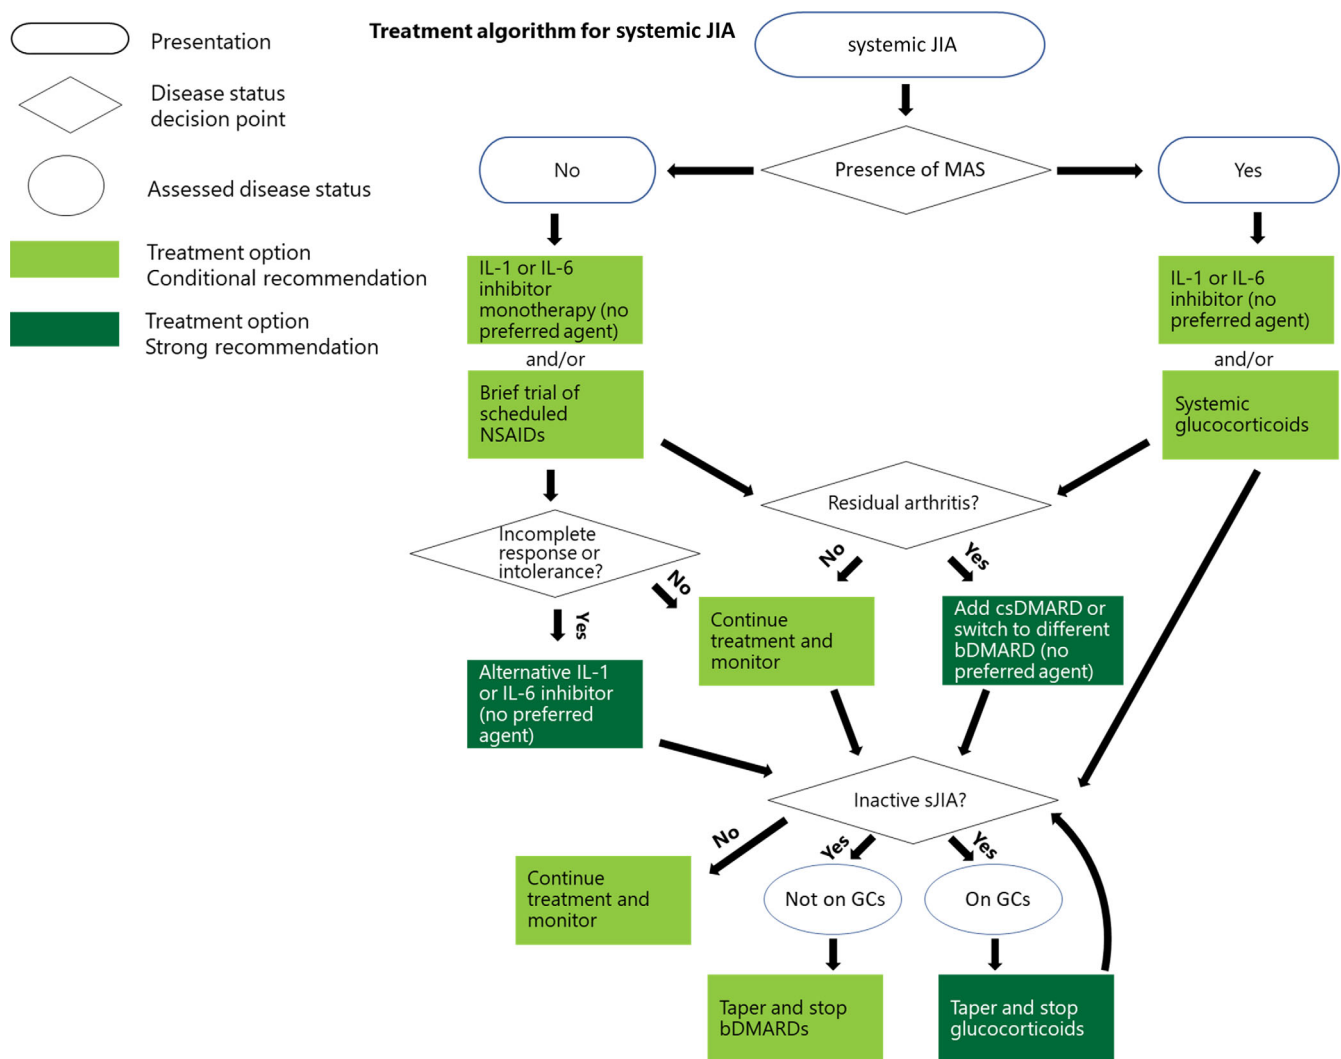 Treatment algorithm for systemic JIA
Presentation
Disease status
decision point
Assessed disease status
Treatment option
Conditional recommendation
Treatment option
Strong recommendation
systemic JIA
Presence of MAS
No
Yes
IL-1 or IL-6
inhibitor
monotherapy (no
preferred agent)
and/or
Brief trial of
scheduled
NSAIDs
IL-1 or IL-6
inhibitor (no
preferred agent)
and/or
Systemic
glucocorticoids
Incomplete
response or
intolerance?
No
Yes
Residual arthritis?
No
Yes
Continue
treatment and
monitor
Add csDMARD or
switch to different
bDMARD (no
preferred agent)
Alternative IL-1
or IL-6 inhibitor
(no preferred
agent)
Inactive sJIA?
No
Yes
Yes
Continue
treatment and
monitor
Not on GCs
On GCs
Taper and stop
bDMARDs
Taper and stop
glucocorticoids